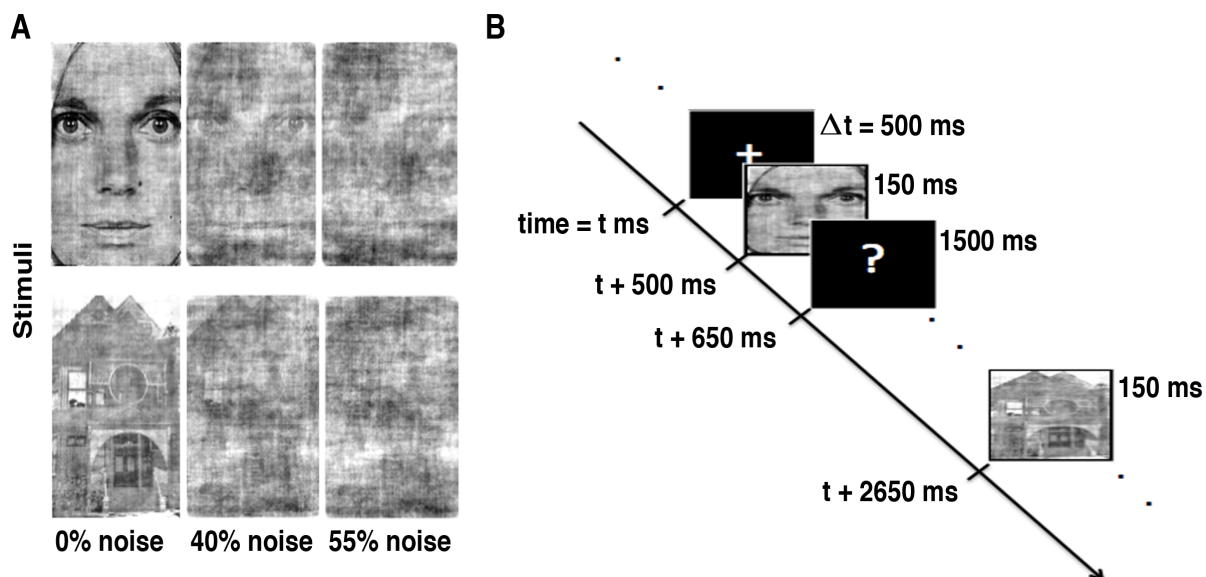 A
B
Stimuli
0% noise
40% noise
55% noise
+
Δt = 500 ms
150 ms
time = t ms
?
1500 ms
t + 500 ms
t + 650 ms
150 ms
t + 2650 ms